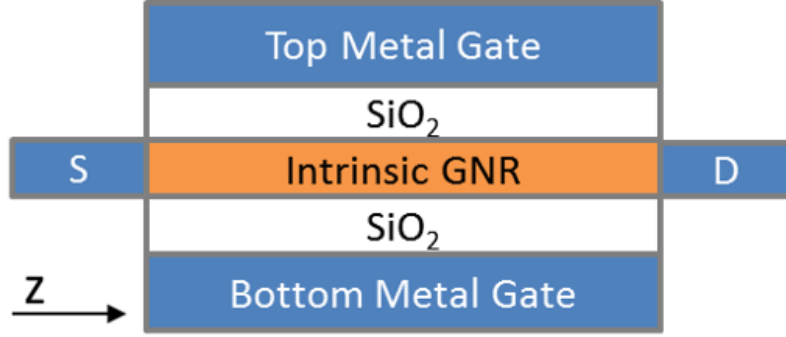 Top Metal Gate
SiO₂
S Intrinsic GNR D
SiO₂
Bottom Metal Gate
Z